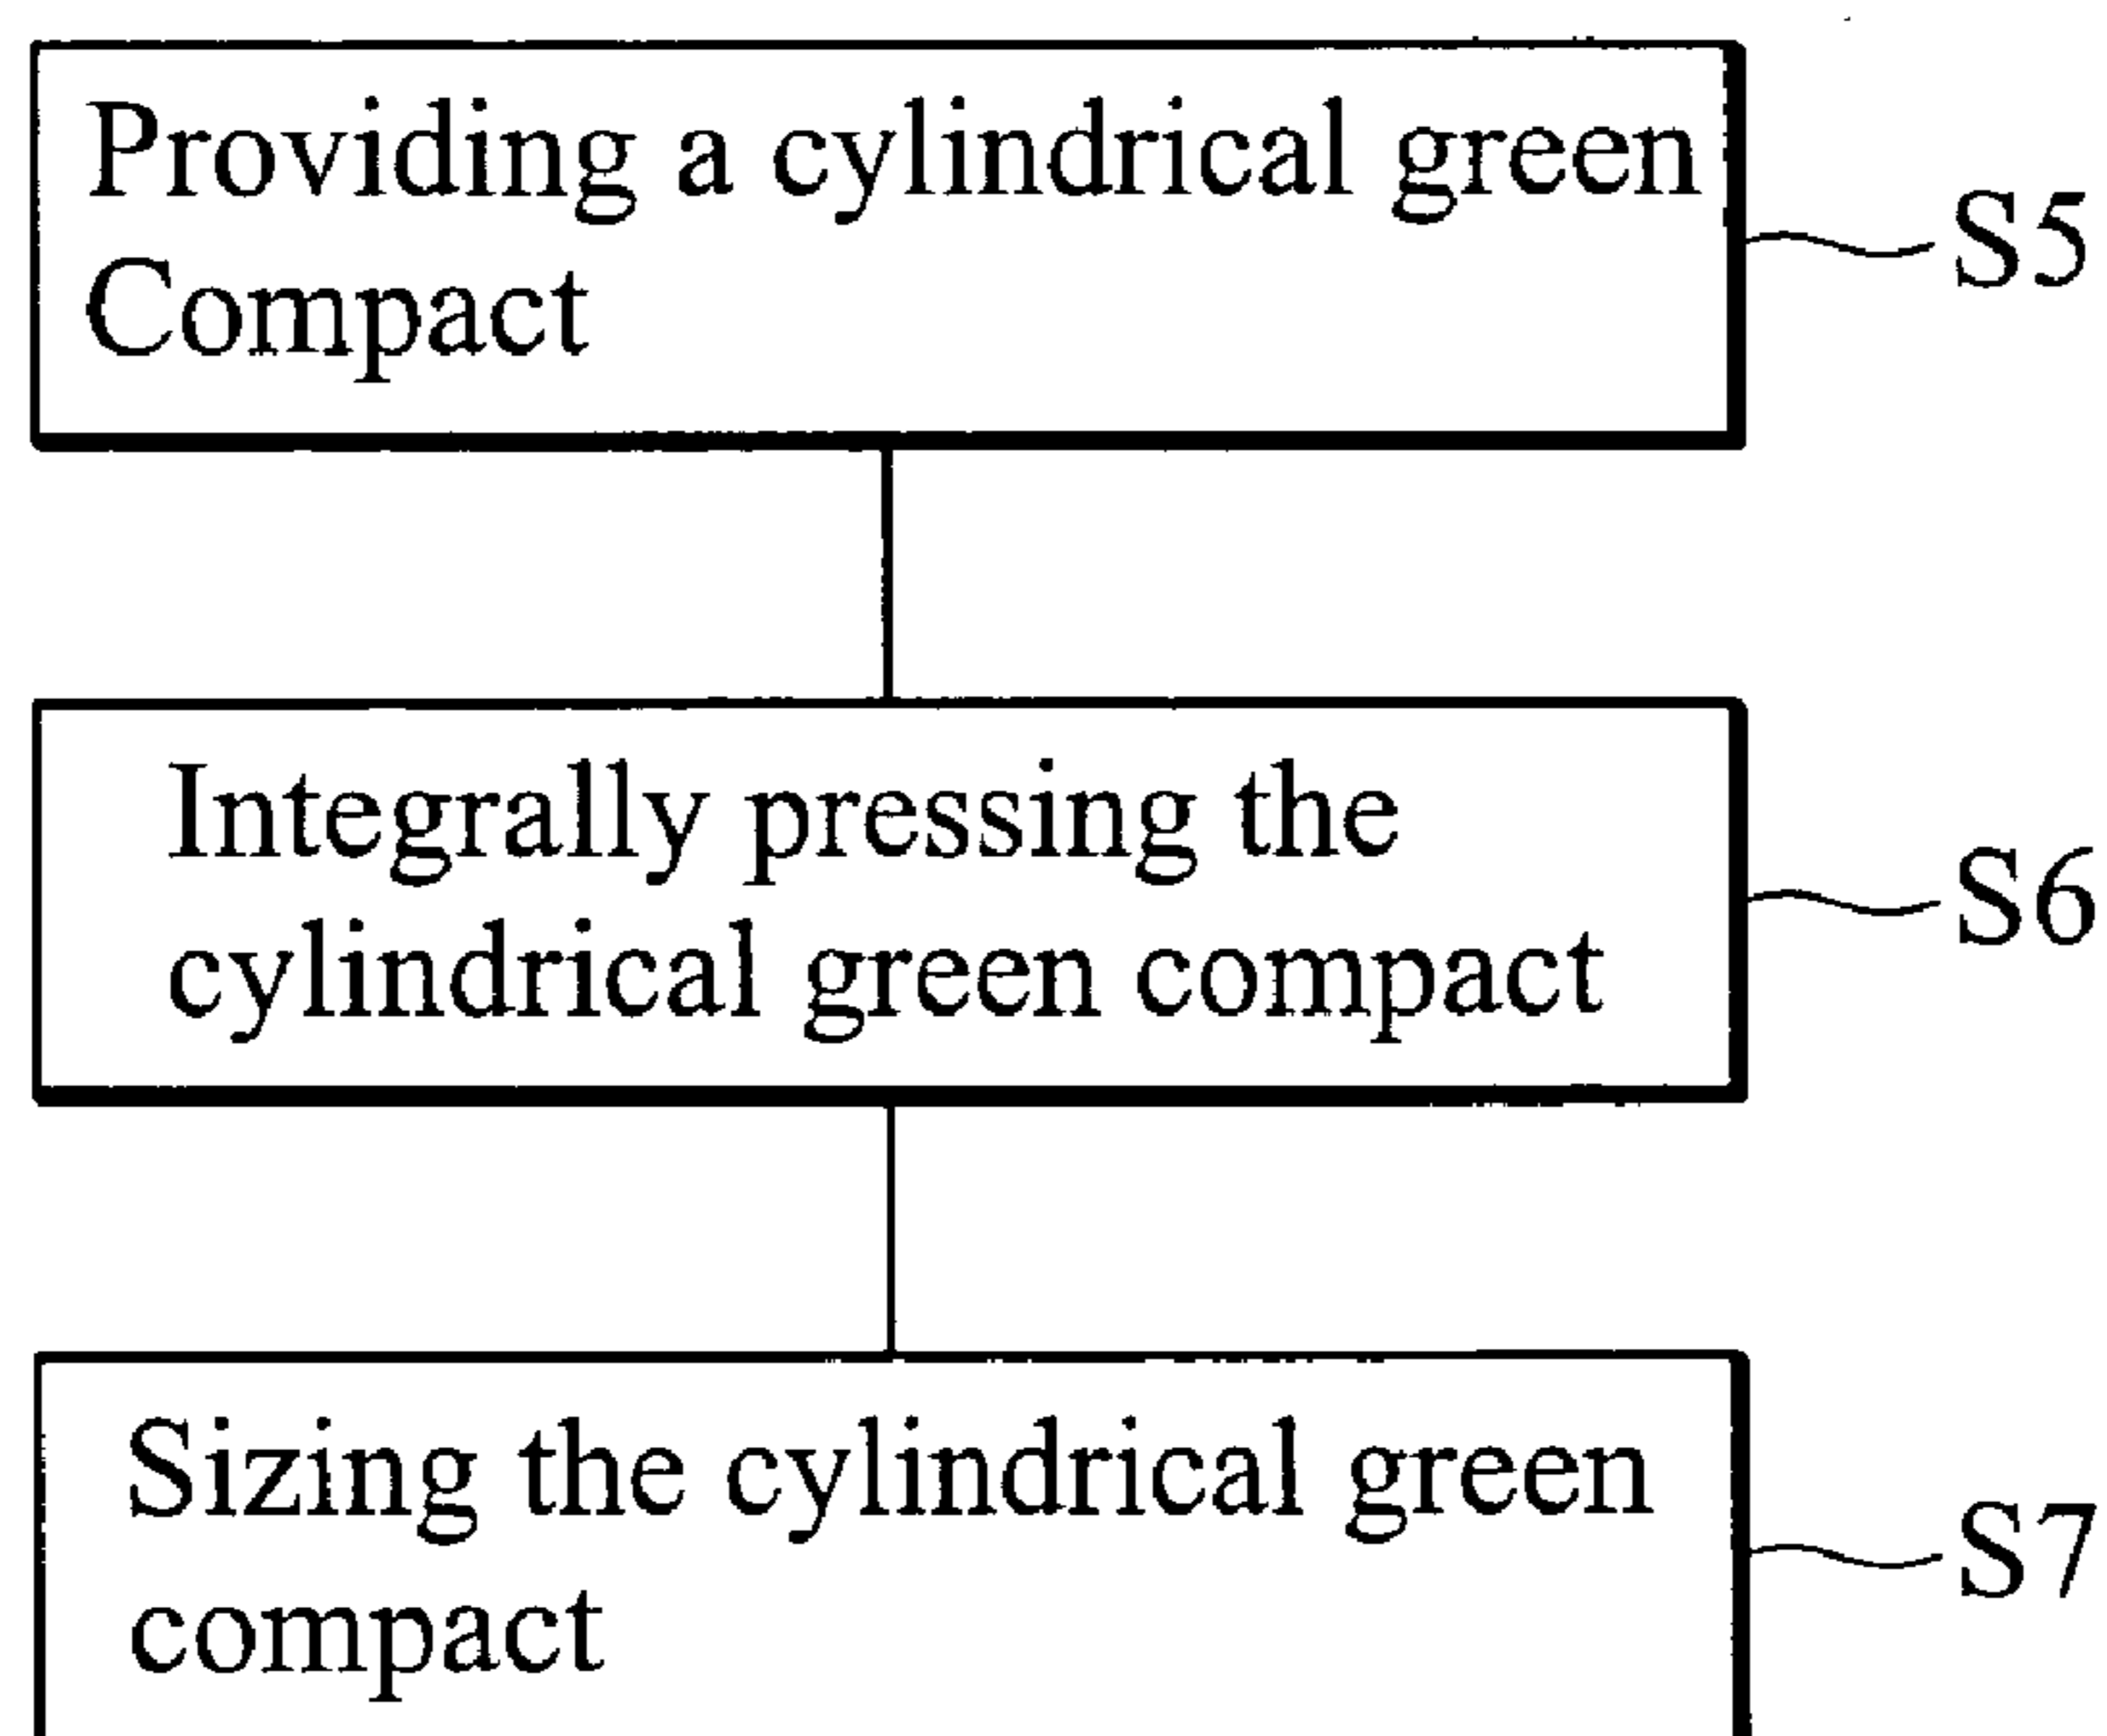 Providing a cylindrical green
Compact
S5
Integrally pressing the
cylindrical green compact
S6
Sizing the cylindrical green
compact
S7